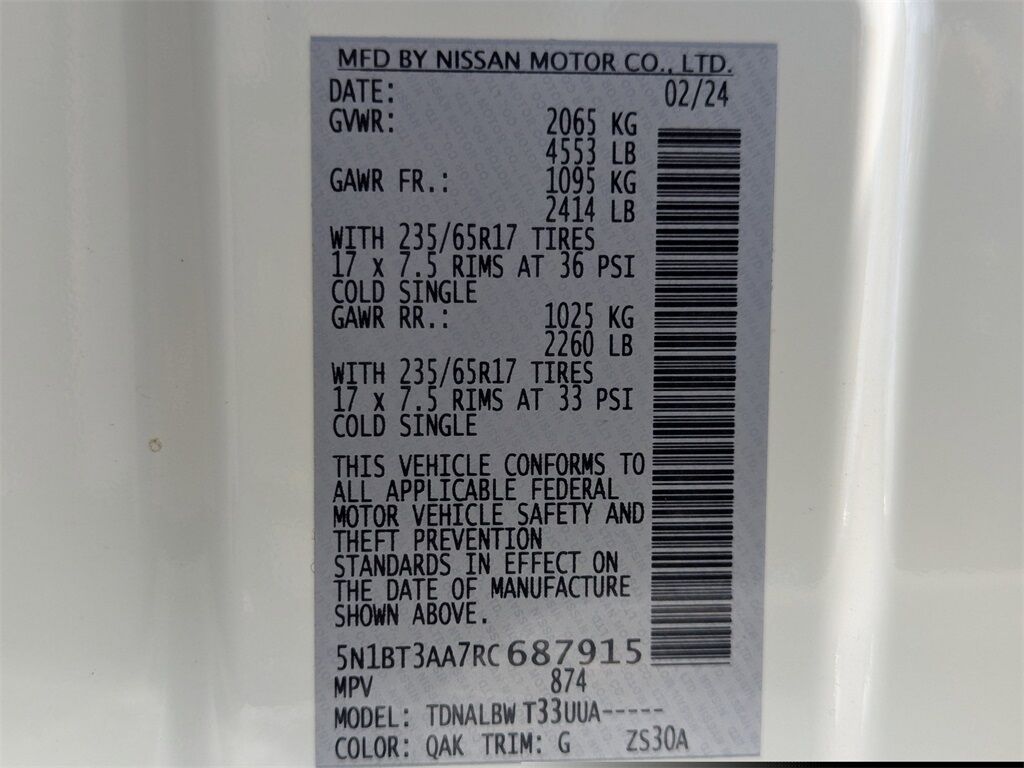 MFD BY NISSAN MOTOR CO., LTD.
DATE: 02/24
GVWR: 2065 KG
4553 LB
GAWR FR.: 1095 KG
2414 LB
WITH 235/65R17 TIRES
17 x 7.5 RIMS AT 36 PSI
COLD SINGLE
GAWR RR.: 1025 KG
2260 LB
WITH 235/65R17 TIRES
17 x 7.5 RIMS AT 33 PSI
COLD SINGLE
THIS VEHICLE CONFORMS TO
ALL APPLICABLE FEDERAL
MOTOR VEHICLE SAFETY AND
THEFT PREVENTION
STANDARDS IN EFFECT ON
THE DATE OF MANUFACTURE
SHOWN ABOVE.
5N1BT3AA7RC687915
MPV 874
MODEL: TDNALBW T33UUA-----
COLOR: QAK TRIM: G ZS30A